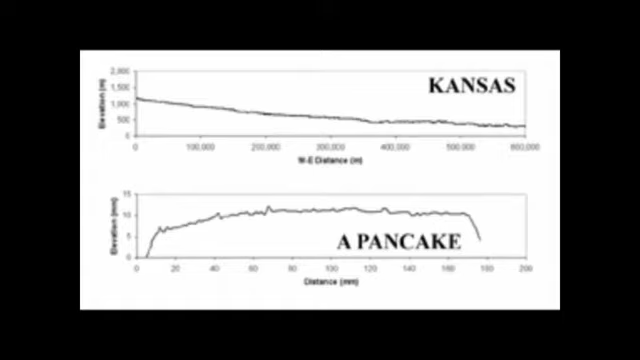 KANSAS
2,000
1,500
1,000
500
0
Elevation (m)
0 100,000 200,000 300,000 400,000 500,000 600,000
W-E Distance (m)
15
10
5
0
Elevation (mm)
A PANCAKE
0 20 40 60 80 100 120 140 160 180 200
Distance (mm)